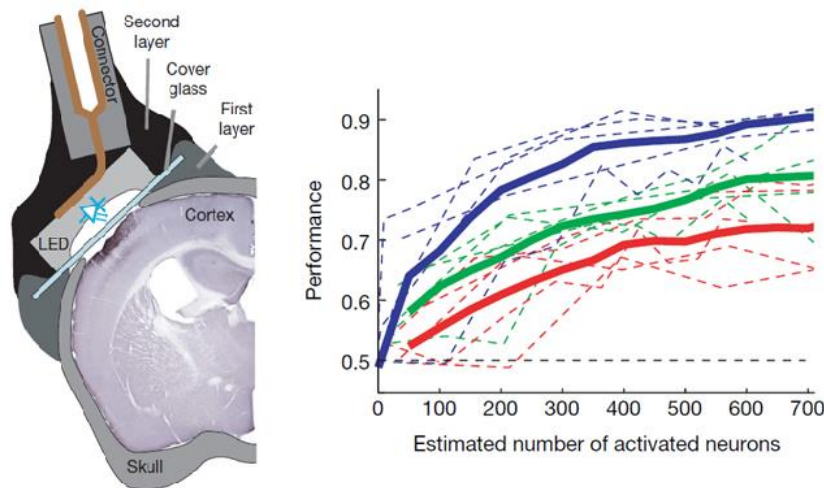 Second
layer
Connector
Cover
glass
First
layer
Cortex
LED
Skull
Performance
0.9
0.8
0.7
0.6
0.5
0 100 200 300 400 500 600 700
Estimated number of activated neurons